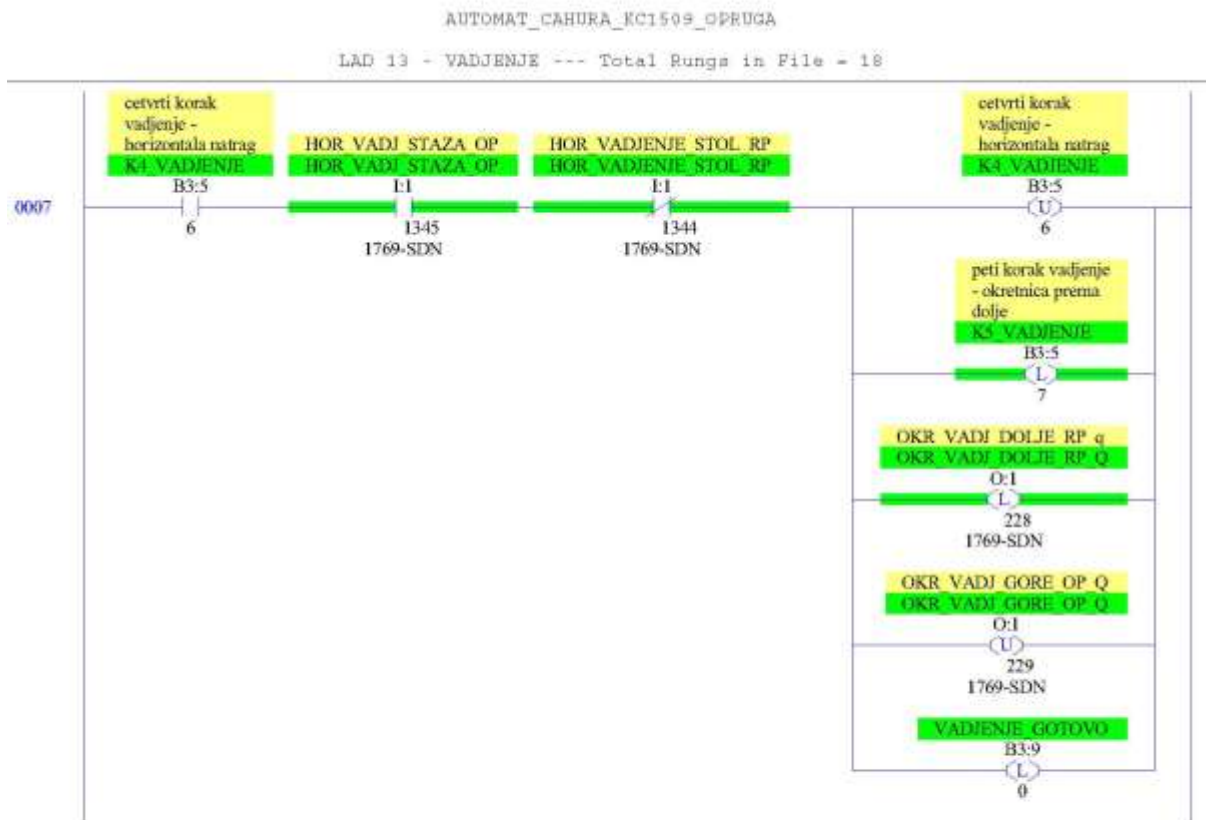 AUTOMAT_CAHURA_KC1509_OPRUGA
LAD 13 - VADJENJE --- Total Rungs in File = 18
0007
cetvrti korak
vadjenje -
horizontala natrag
K4_VADJENJE
B3:5
6
HOR_VADJ_STAZA_OP
HOR_VADJ_STAZA_OP
I:1
1345
1769-SDN
HOR_VADJENJE_STOL_RP
HOR_VADJENJE_STOL_RP
I:1
1344
1769-SDN
cetvrti korak
vadjenje -
horizontala natrag
K4_VADJENJE
B3:5
U
6
peti korak vadjenje
- okretnica prema
dolje
K5_VADJENJE
B3:5
L
7
OKR_VADJ_DOLJE_RP_q
OKR_VADJ_DOLJE_RP_Q
O:1
L
228
1769-SDN
OKR_VADJ_GORE_OP_Q
OKR_VADJ_GORE_OP_Q
O:1
U
229
1769-SDN
VADJENJE_GOTOVO
B3:9
L
0